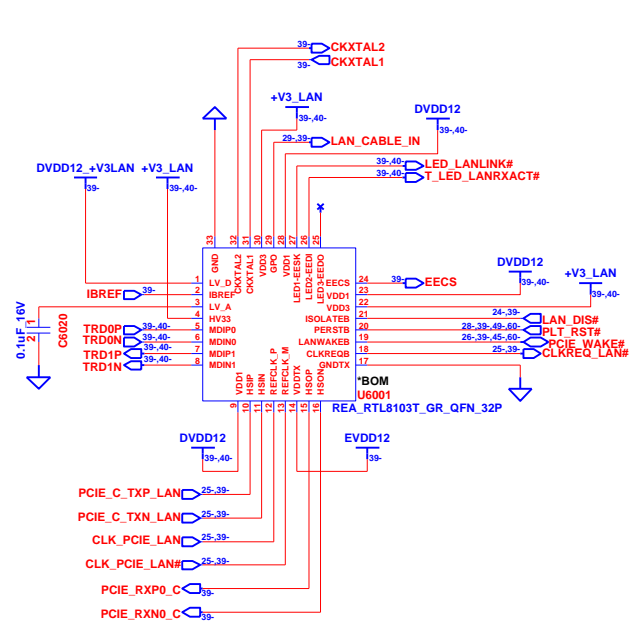 39- CKXTAL2
39- CKXTAL1
+V3_LAN
39-,40-
DVDD12
39-,40-
29-,39- LAN_CABLE_IN
DVDD12_+V3LAN
39-
+V3_LAN
39-,40-
39-,40- LED_LANLINK#
39-,40- T_LED_LANRXACT#
33 32 31 30 29 28 27 26 25
GND
CKXTAL2
CKXTAL1
VDD3
GPO
VDD1
LED1-EESK
LED2-EEDI
LED3-EEDO
DVDD12
39-,40-
+V3_LAN
39-,40-
1 LV_D
IBREF 39- 2 IBREF
3 LV_A
4 HV33
TRD0P 39-,40- 5 MDIP0
TRD0N 39-,40- 6 MDIN0
TRD1P 39-,40- 7 MDIP1
TRD1N 39-,40- 8 MDIN1
EECS 24 39- EECS
VDD1 23
VDD3 22
ISOLATEB 21 24-,39- LAN_DIS#
PERSTB 20 28-,39-,49-,60- PLT_RST#
LANWAKEB 19 26-,39-,45-,60- PCIE_WAKE#
CLKREQB 18 25-,39- CLKREQ_LAN#
GNDTX 17
0.1uF_16V
1
2
C6020
VDD1
HSIP
HSIN
REFCLK_P
REFCLK_M
VDDTX
HSOP
HSON
9 10 11 12 13 14 15 16
*BOM
U6001
REA_RTL8103T_GR_QFN_32P
DVDD12
39-,40-
EVDD12
39-
PCIE_C_TXP_LAN 25-,39-
PCIE_C_TXN_LAN 25-,39-
CLK_PCIE_LAN 25-,39-
CLK_PCIE_LAN# 25-,39-
PCIE_RXP0_C 39-
PCIE_RXN0_C 39-